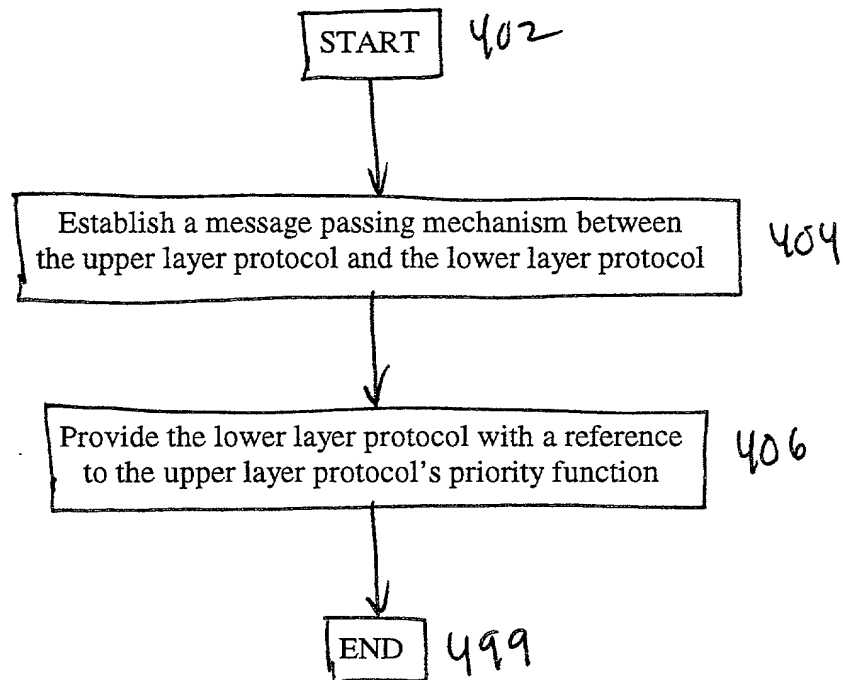 START 402
Establish a message passing mechanism between
the upper layer protocol and the lower layer protocol
404
Provide the lower layer protocol with a reference
to the upper layer protocol's priority function
406
END 499